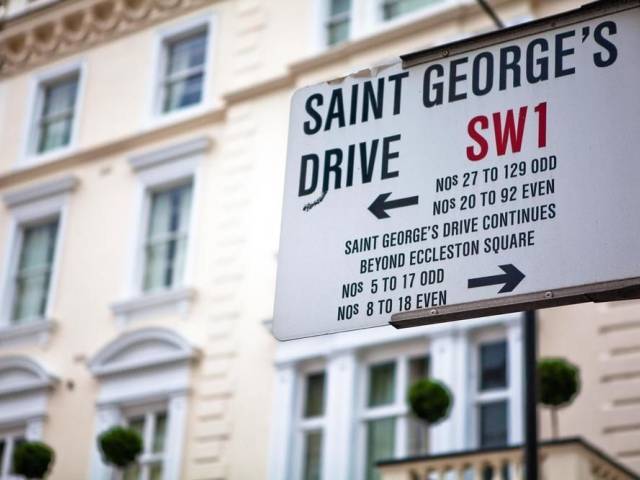 SAINT GEORGE'S
DRIVE SW1
NOS 27 TO 129 ODD
NOS 20 TO 92 EVEN
SAINT GEORGE'S DRIVE CONTINUES
BEYOND ECCLESTON SQUARE
NOS 5 TO 17 ODD
NOS 8 TO 18 EVEN